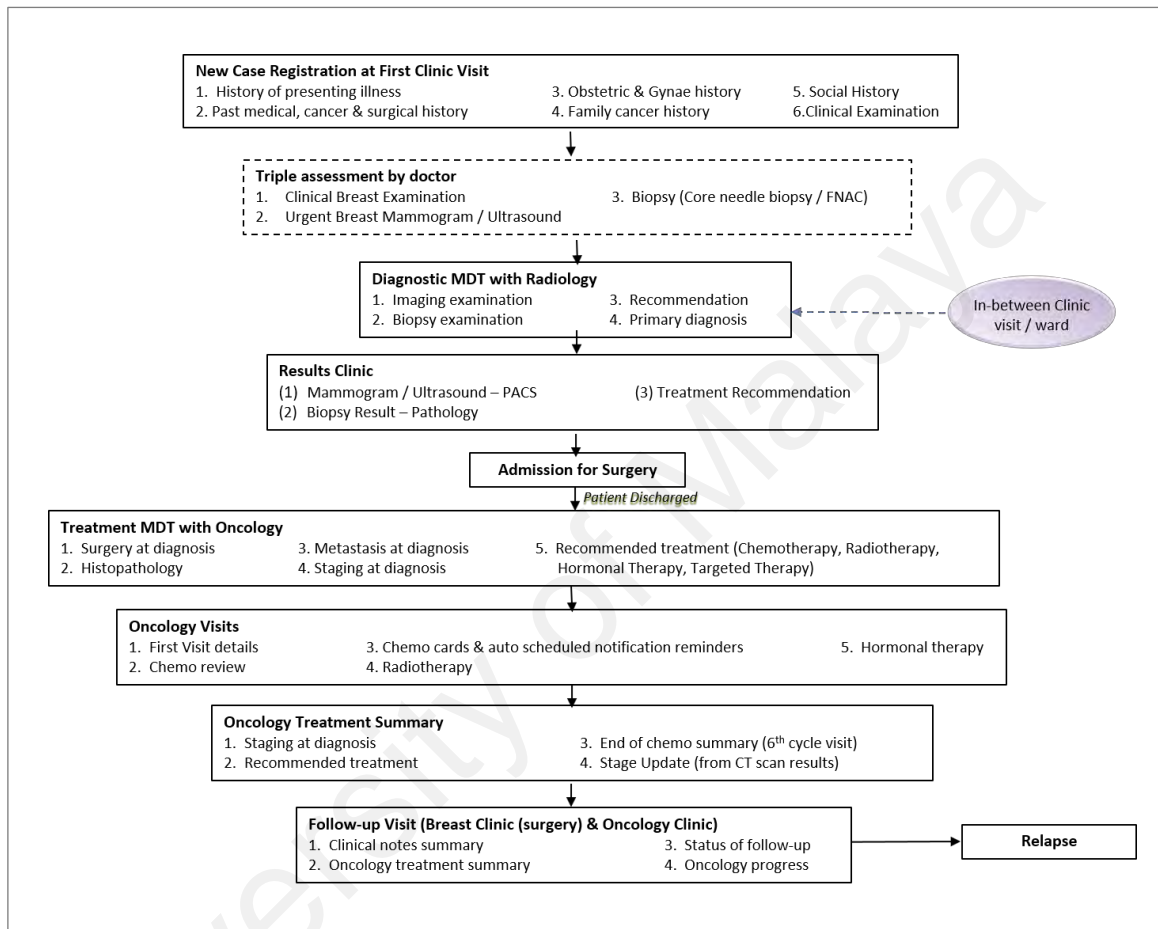 New Case Registration at First Clinic Visit
1. History of presenting illness 3. Obstetric & Gynae history 5. Social History
2. Past medical, cancer & surgical history 4. Family cancer history 6.Clinical Examination
Triple assessment by doctor
1. Clinical Breast Examination 3. Biopsy (Core needle biopsy / FNAC)
2. Urgent Breast Mammogram / Ultrasound
Diagnostic MDT with Radiology
1. Imaging examination 3. Recommendation
2. Biopsy examination 4. Primary diagnosis
In-between Clinic
visit / ward
Results Clinic
(1) Mammogram / Ultrasound – PACS (3) Treatment Recommendation
(2) Biopsy Result – Pathology
Admission for Surgery
Patient Discharged
Treatment MDT with Oncology
1. Surgery at diagnosis 3. Metastasis at diagnosis 5. Recommended treatment (Chemotherapy, Radiotherapy,
2. Histopathology 4. Staging at diagnosis Hormonal Therapy, Targeted Therapy)
Oncology Visits
1. First Visit details 3. Chemo cards & auto scheduled notification reminders 5. Hormonal therapy
2. Chemo review 4. Radiotherapy
Oncology Treatment Summary
1. Staging at diagnosis 3. End of chemo summary (6th cycle visit)
2. Recommended treatment 4. Stage Update (from CT scan results)
Follow-up Visit (Breast Clinic (surgery) & Oncology Clinic)
1. Clinical notes summary 3. Status of follow-up
2. Oncology treatment summary 4. Oncology progress
Relapse
ersity of Malaya